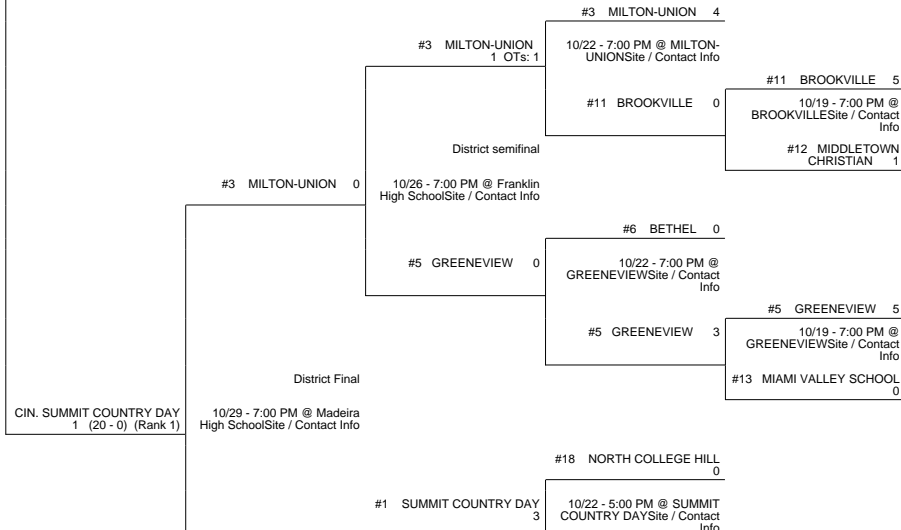 #3 MILTON-UNION 4
#3 MILTON-UNION
1 OTs: 1
10/22 - 7:00 PM @ MILTON-
UNIONSite / Contact Info
#11 BROOKVILLE 5
#11 BROOKVILLE 0
10/19 - 7:00 PM @
BROOKVILLESite / Contact
Info
District semifinal
#12 MIDDLETOWN
CHRISTIAN 1
#3 MILTON-UNION 0
10/26 - 7:00 PM @ Franklin
High SchoolSite / Contact Info
#6 BETHEL 0
#5 GREENEVIEW 0
10/22 - 7:00 PM @
GREENEVIEWSite / Contact
Info
#5 GREENEVIEW 5
#5 GREENEVIEW 3
10/19 - 7:00 PM @
GREENEVIEWSite / Contact
Info
District Final
#13 MIAMI VALLEY SCHOOL
0
CIN. SUMMIT COUNTRY DAY
1 (20 - 0) (Rank 1)
10/29 - 7:00 PM @ Madeira
High SchoolSite / Contact Info
#18 NORTH COLLEGE HILL
0
#1 SUMMIT COUNTRY DAY
3
10/22 - 5:00 PM @ SUMMIT
COUNTRY DAYSite / Contact
Info